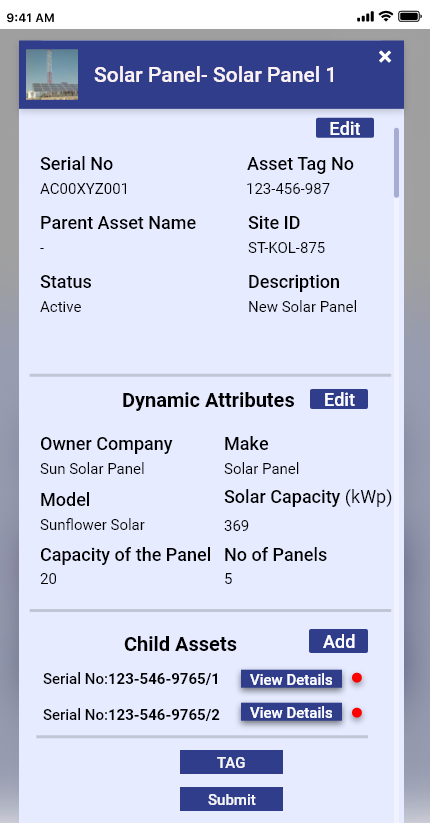 9:41 AM
Solar Panel- Solar Panel 1
×
Edit
Serial No Asset Tag No
AC00XYZ001 123-456-987
Parent Asset Name Site ID
- ST-KOL-875
Status Description
Active New Solar Panel
Dynamic Attributes Edit
Owner Company Make
Sun Solar Panel Solar Panel
Model Solar Capacity (kWp)
Sunflower Solar 369
Capacity of the Panel No of Panels
20 5
Child Assets Add
Serial No:123-546-9765/1 View Details
Serial No:123-546-9765/2 View Details
TAG
Submit